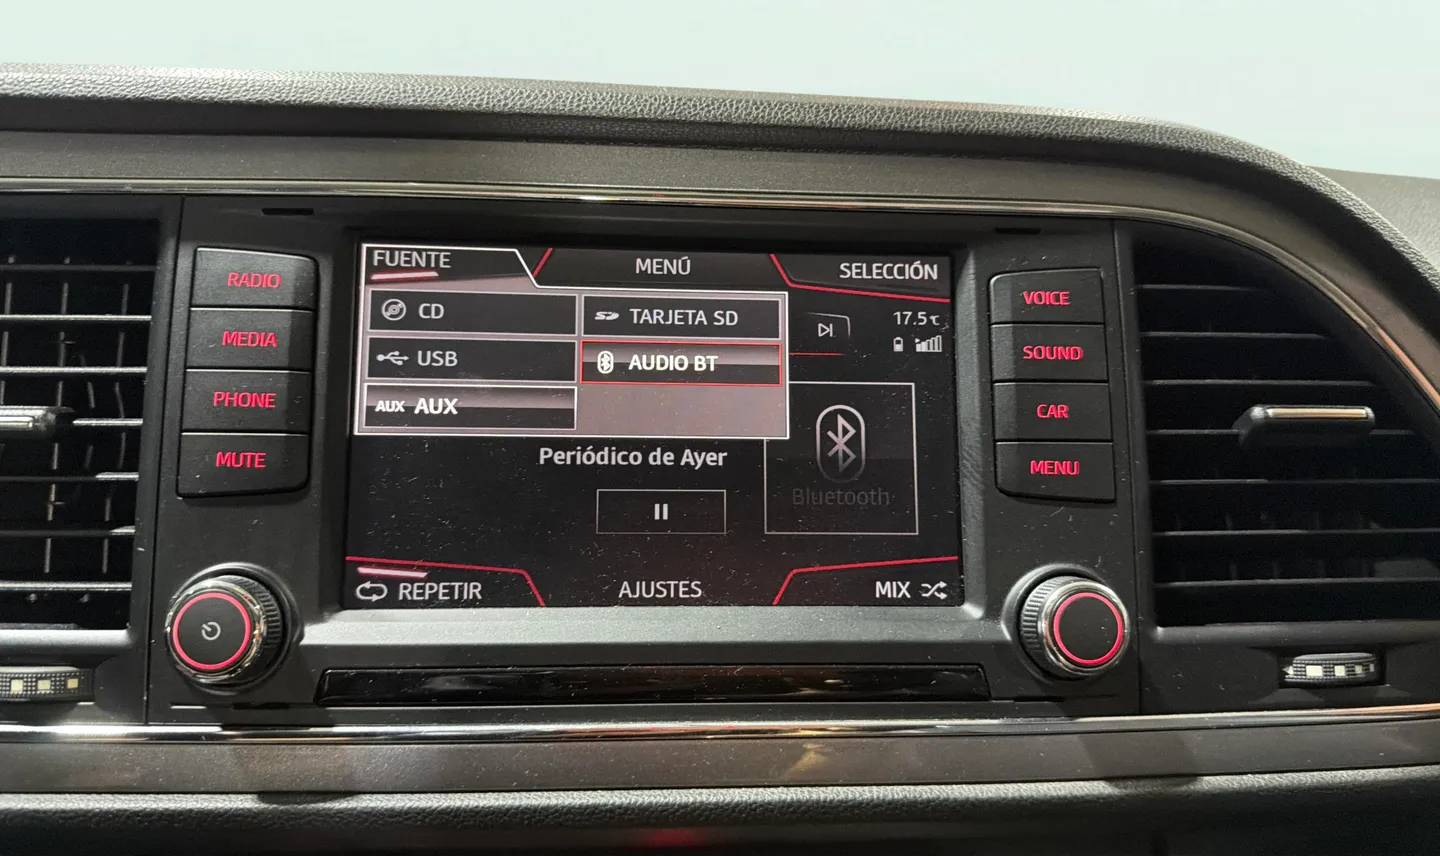 RADIO
MEDIA
PHONE
MUTE
FUENTE
MENÚ
SELECCIÓN
CD
TARJETA SD
USB
AUDIO BT
AUX AUX
17.5℃
Periódico de Ayer
Bluetooth
REPETIR
AJUSTES
MIX
VOICE
SOUND
CAR
MENU